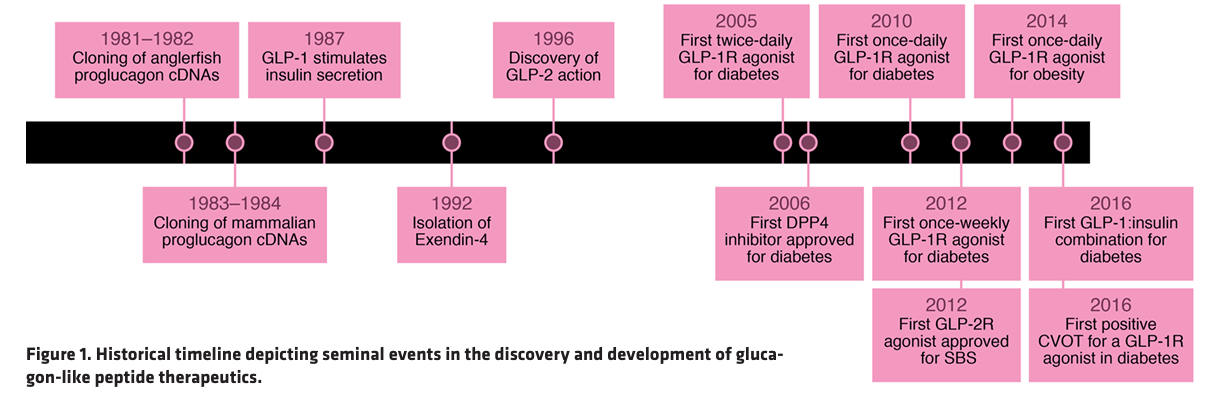 1981–1982
Cloning of anglerfish
proglucagon cDNAs
1987
GLP-1 stimulates
insulin secretion
1996
Discovery of
GLP-2 action
2005
First twice-daily
GLP-1R agonist
for diabetes
2010
First once-daily
GLP-1R agonist
for diabetes
2014
First once-daily
GLP-1R agonist
for obesity
1983–1984
Cloning of mammalian
proglucagon cDNAs
1992
Isolation of
Exendin-4
2006
First DPP4
inhibitor approved
for diabetes
2012
First once-weekly
GLP-1R agonist
for diabetes
2016
First GLP-1:insulin
combination for
diabetes
2012
First GLP-2R
agonist approved
for SBS
2016
First positive
CVOT for a GLP-1R
agonist in diabetes
Figure 1. Historical timeline depicting seminal events in the discovery and development of gluca-
gon-like peptide therapeutics.